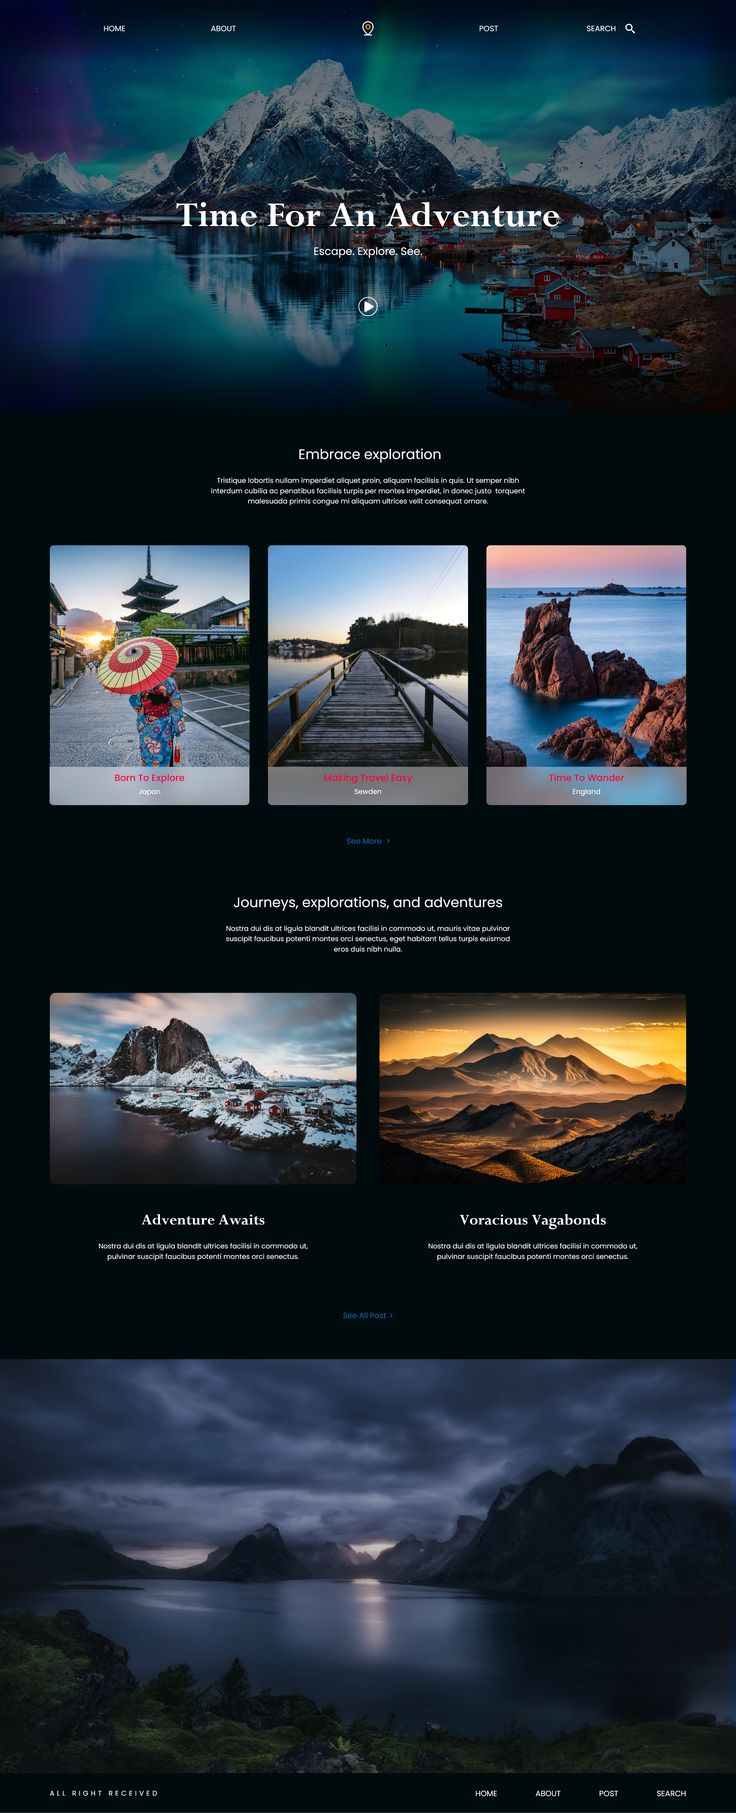 HOME ABOUT POST SEARCH
Time For An Adventure
Escape. Explore. See.
Embrace exploration
Tristique lobortis nullam imperdiet aliquet proin, aliquam facilisis in quis. Ut semper nibh
interdum cubilia ac penatibus facilisis turpis per montes imperdiet, in donec justo torquent
malesuada primis congue mi aliquam ultrices velit consequat ornare.
Born To Explore
Japan
Making Travel Easy
Sewden
Time To Wander
England
See More >
Journeys, explorations, and adventures
Nostra dui dis at ligula blandit ultrices facilisi in commodo ut, mauris vitae pulvinar
suscipit faucibus potenti montes orci senectus, eget habitant tellus turpis euismod
eros duis nibh nulla.
Adventure Awaits
Nostra dui dis at ligula blandit ultrices facilisi in commodo ut,
pulvinar suscipit faucibus potenti montes orci senectus.
Voracious Vagabonds
Nostra dui dis at ligula blandit ultrices facilisi in commodo ut,
pulvinar suscipit faucibus potenti montes orci senectus.
See All Post >
ALL RIGHT RECEIVED
HOME ABOUT POST SEARCH